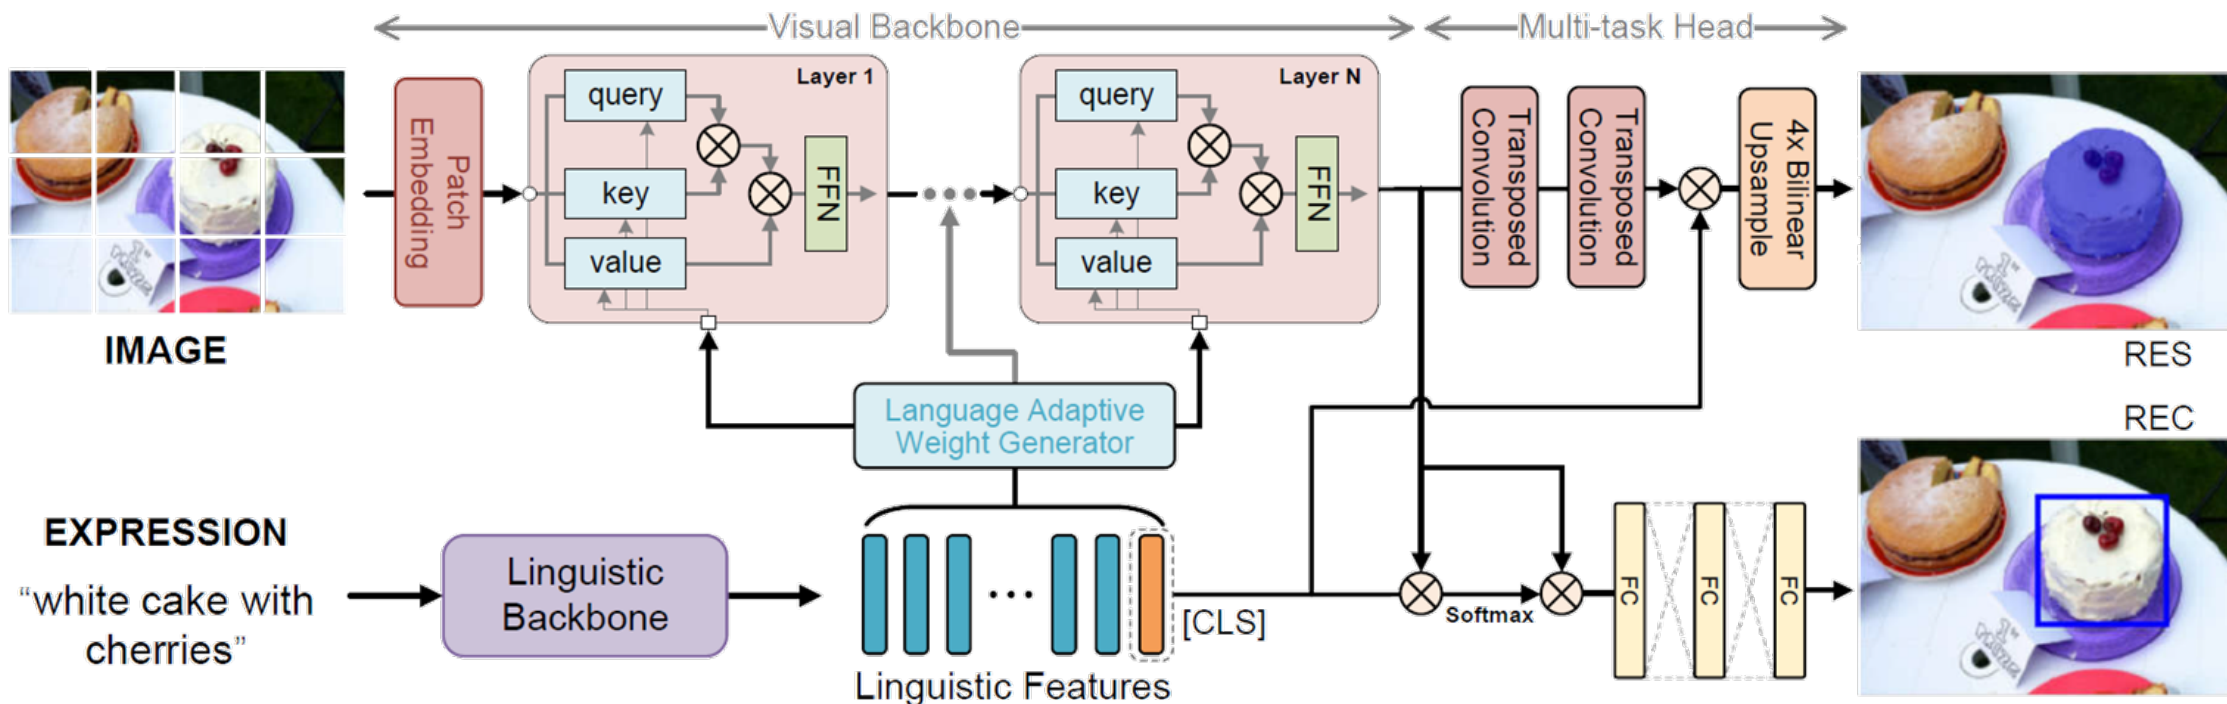 Visual Backbone
Multi-task Head
Layer 1
Layer N
query
key
value
FFN
query
key
value
FFN
Patch
Embedding
Transposed
Convolution
Transposed
Convolution
4x Bilinear
Upsample
IMAGE
RES
REC
Language Adaptive
Weight Generator
EXPRESSION
“white cake with
cherries”
Linguistic
Backbone
...
[CLS]
Linguistic Features
Softmax
FC
FC
FC